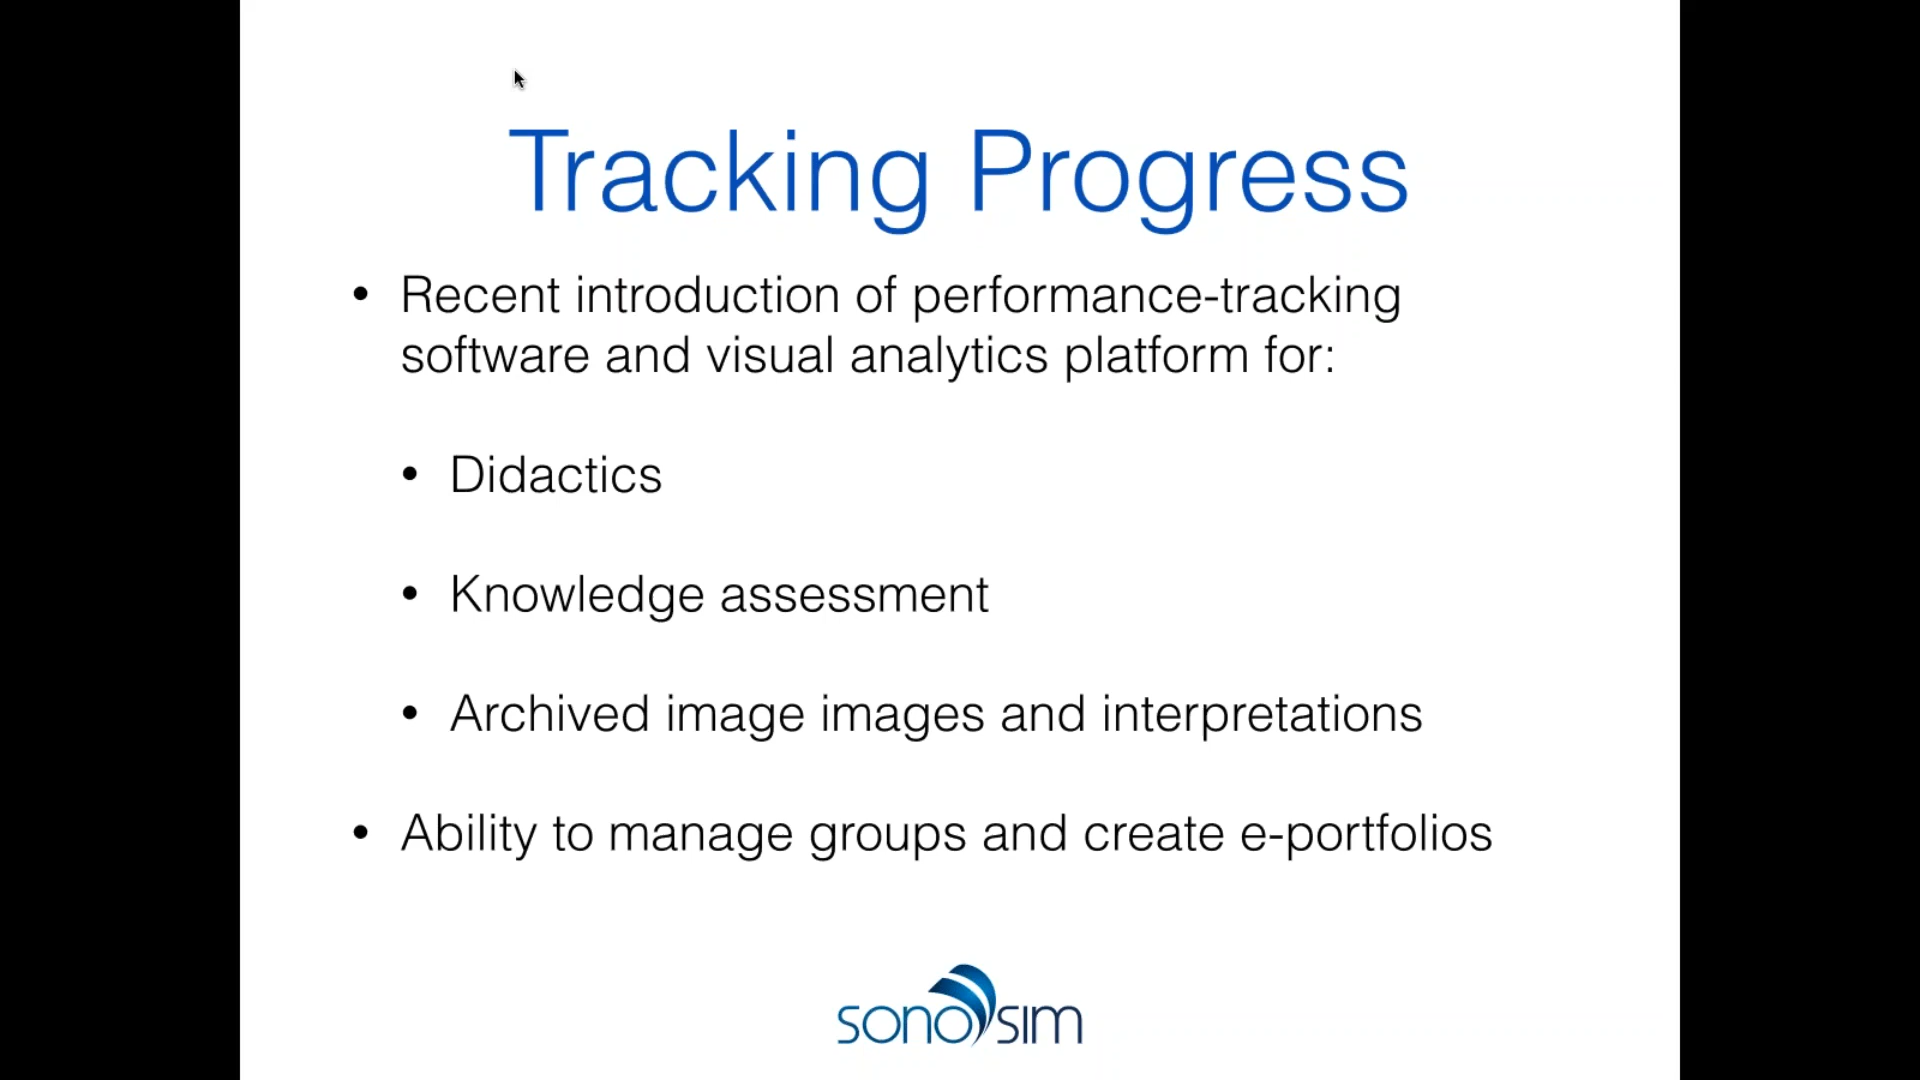 Tracking Progress
• Recent introduction of performance-tracking
software and visual analytics platform for:
• Didactics
• Knowledge assessment
• Archived image images and interpretations
• Ability to manage groups and create e-portfolios
sonosim